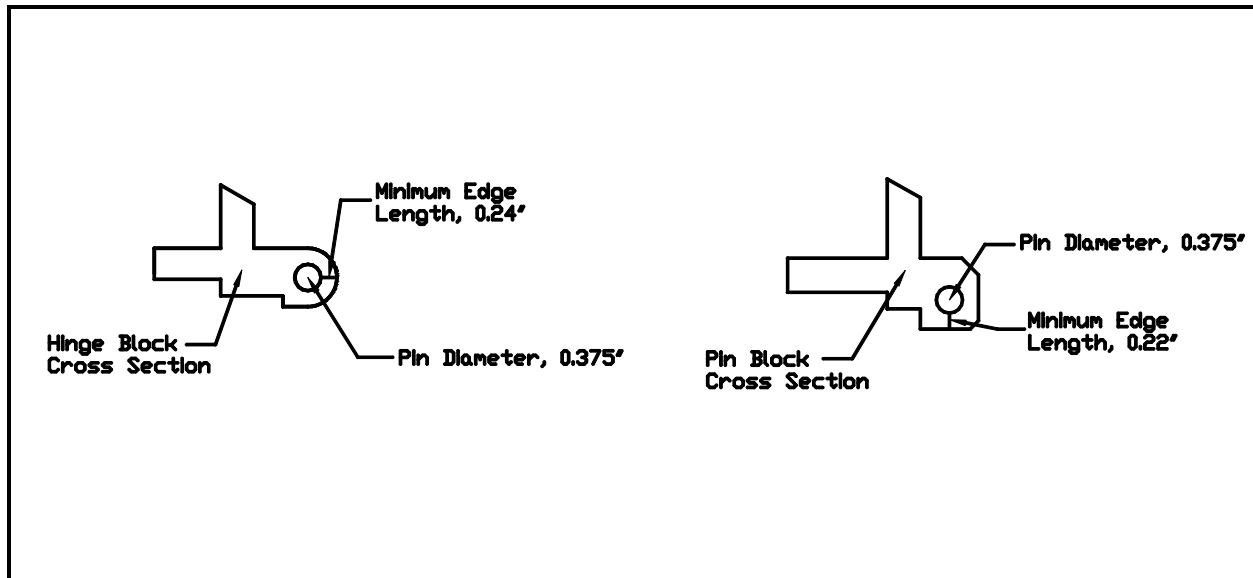 Minimum Edge
Length, 0.24"
Hinge Block
Cross Section
Pin Diameter, 0.375"
Pin Diameter, 0.375"
Minimum Edge
Length, 0.22"
Pin Block
Cross Section